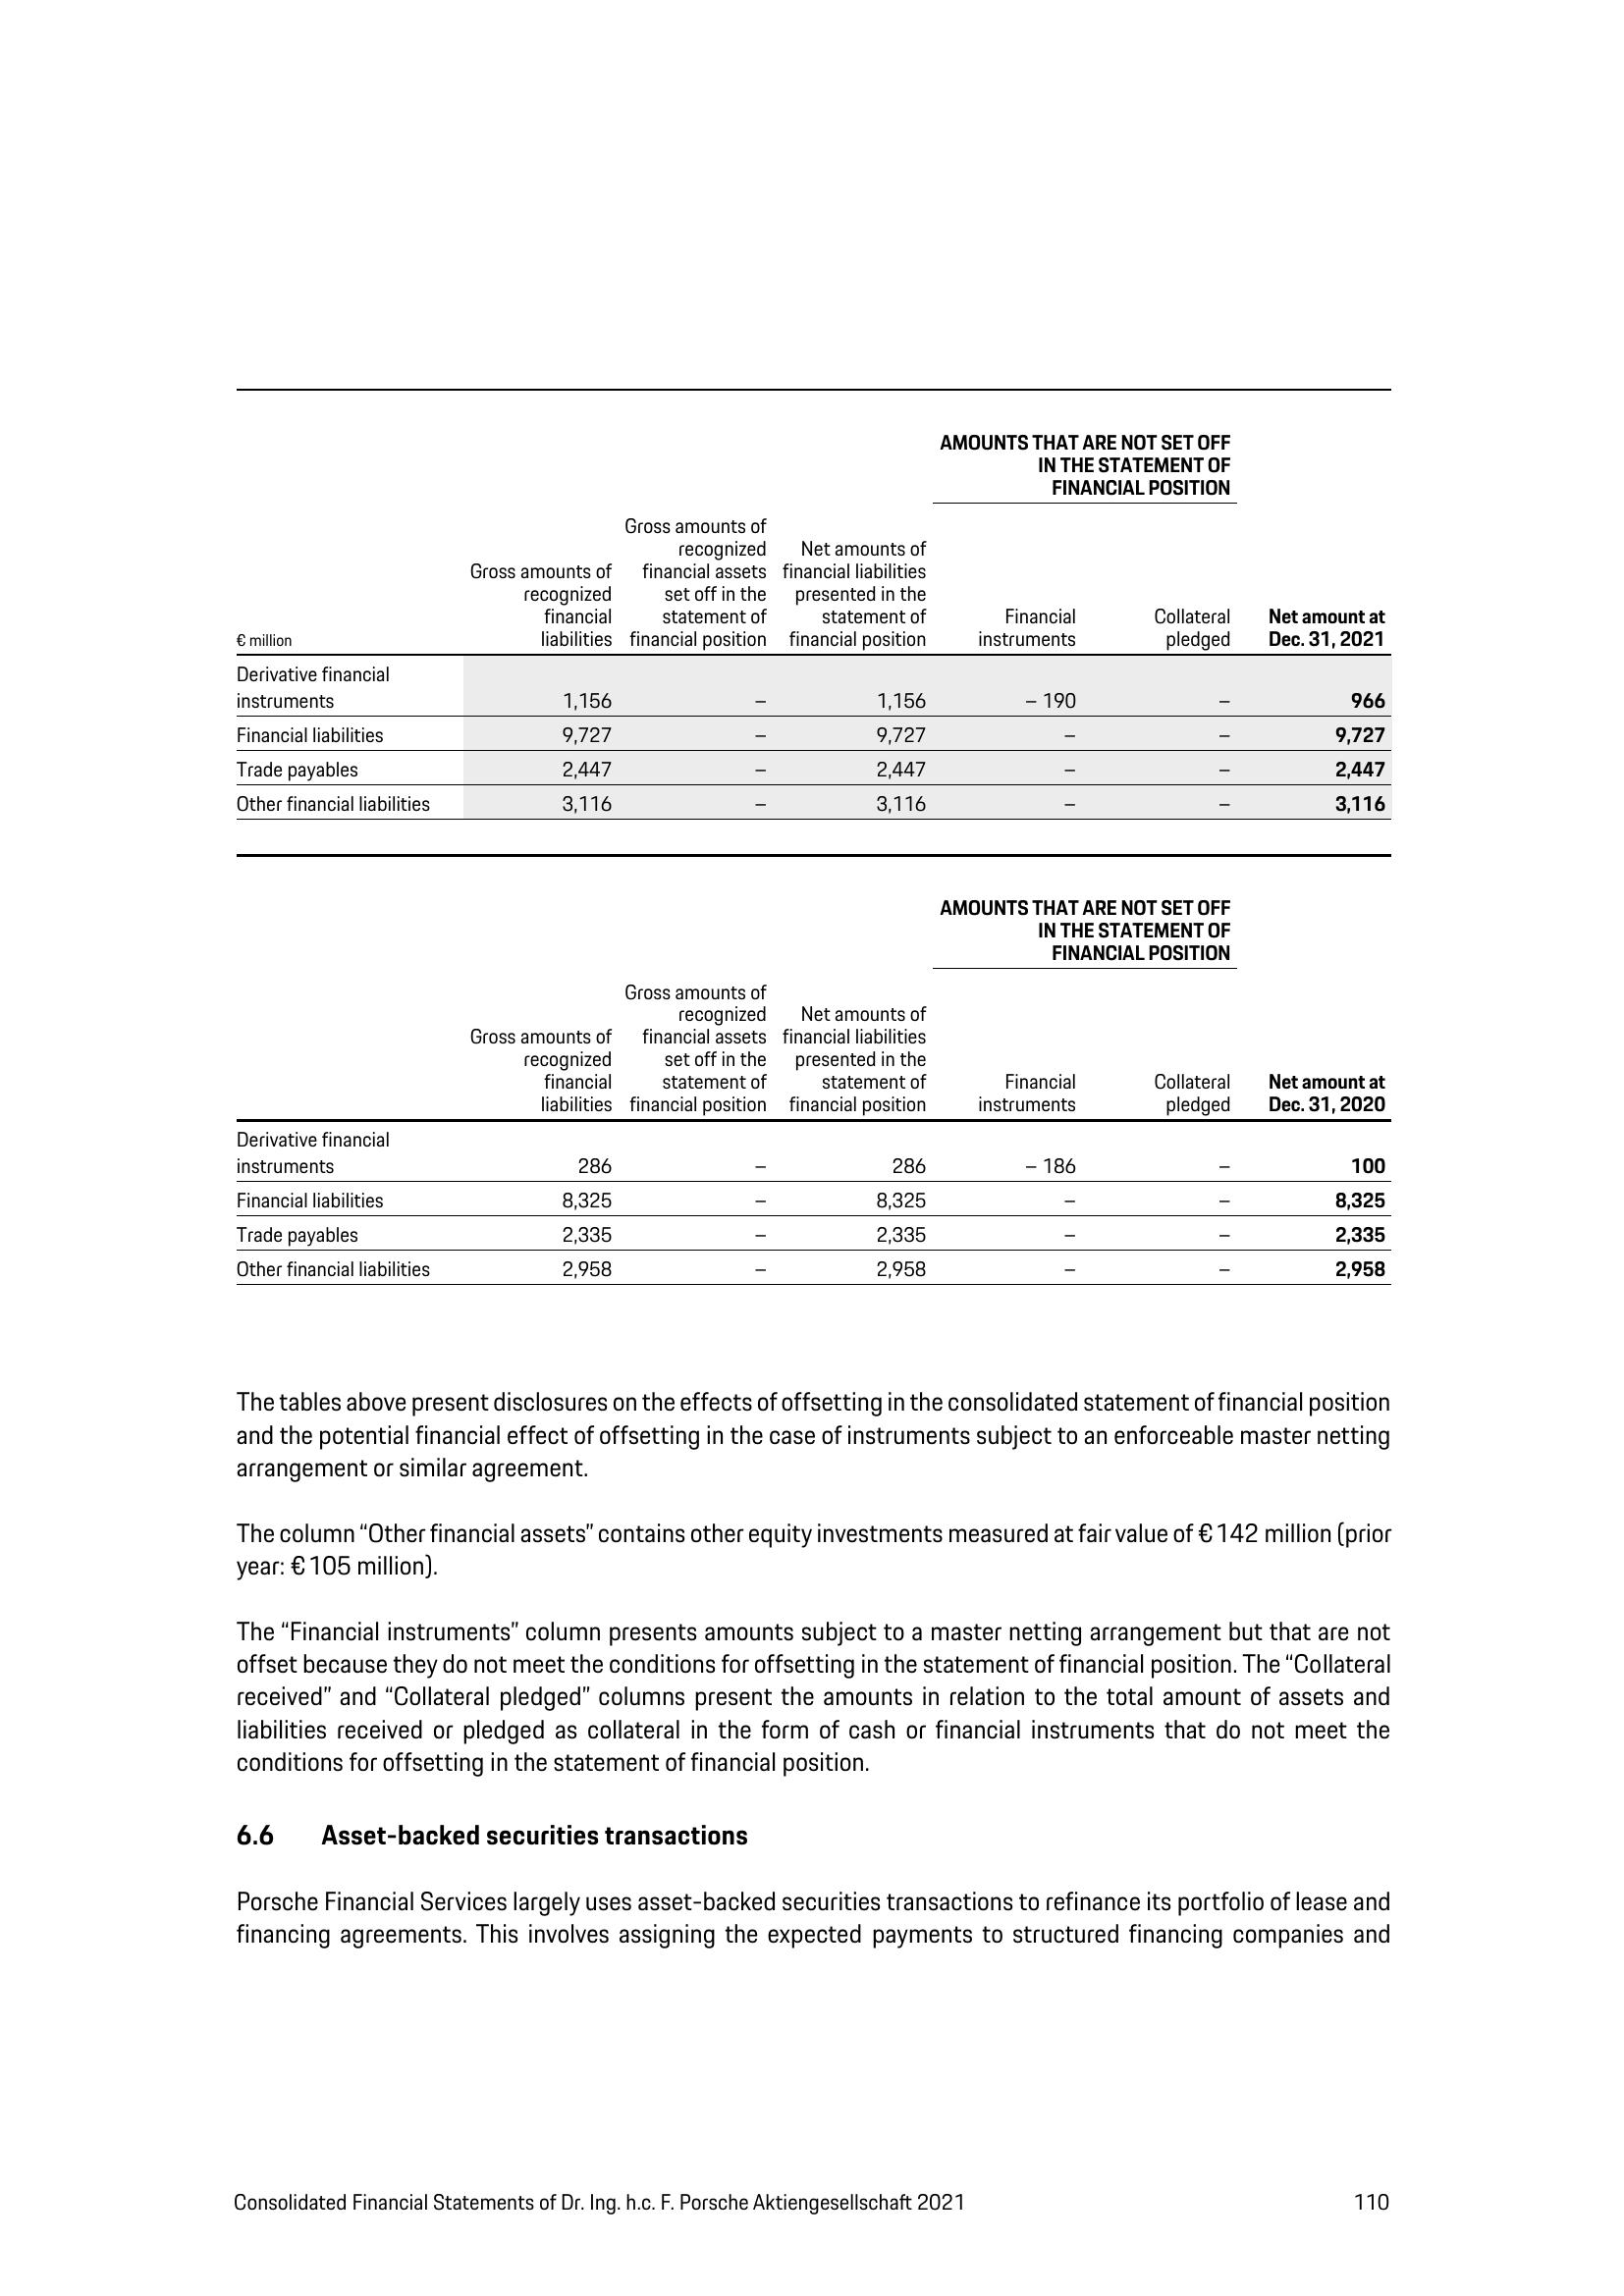 AMOUNTS THAT ARE NOT SET OFF
IN THE STATEMENT OF
FINANCIAL POSITION
€ million
Gross amounts of
recognized
financial
liabilities
Gross amounts of
recognized
financial assets
set off in the
statement of
financial position
Net amounts of
financial liabilities
presented in the
statement of
financial position
Financial
instruments
Collateral
pledged
Net amount at
Dec. 31, 2021
Derivative financial
instruments 1,156 – 1,156 – 190 – 966
Financial liabilities 9,727 – 9,727 – – 9,727
Trade payables 2,447 – 2,447 – – 2,447
Other financial liabilities 3,116 – 3,116 – – 3,116
AMOUNTS THAT ARE NOT SET OFF
IN THE STATEMENT OF
FINANCIAL POSITION
Gross amounts of
recognized
financial
liabilities
Gross amounts of
recognized
financial assets
set off in the
statement of
financial position
Net amounts of
financial liabilities
presented in the
statement of
financial position
Financial
instruments
Collateral
pledged
Net amount at
Dec. 31, 2020
Derivative financial
instruments 286 – 286 – 186 – 100
Financial liabilities 8,325 – 8,325 – – 8,325
Trade payables 2,335 – 2,335 – – 2,335
Other financial liabilities 2,958 – 2,958 – – 2,958
The tables above present disclosures on the effects of offsetting in the consolidated statement of financial position
and the potential financial effect of offsetting in the case of instruments subject to an enforceable master netting
arrangement or similar agreement.
The column “Other financial assets” contains other equity investments measured at fair value of € 142 million (prior
year: € 105 million).
The “Financial instruments” column presents amounts subject to a master netting arrangement but that are not
offset because they do not meet the conditions for offsetting in the statement of financial position. The “Collateral
received” and “Collateral pledged” columns present the amounts in relation to the total amount of assets and
liabilities received or pledged as collateral in the form of cash or financial instruments that do not meet the
conditions for offsetting in the statement of financial position.
6.6 Asset-backed securities transactions
Porsche Financial Services largely uses asset-backed securities transactions to refinance its portfolio of lease and
financing agreements. This involves assigning the expected payments to structured financing companies and
Consolidated Financial Statements of Dr. Ing. h.c. F. Porsche Aktiengesellschaft 2021 110